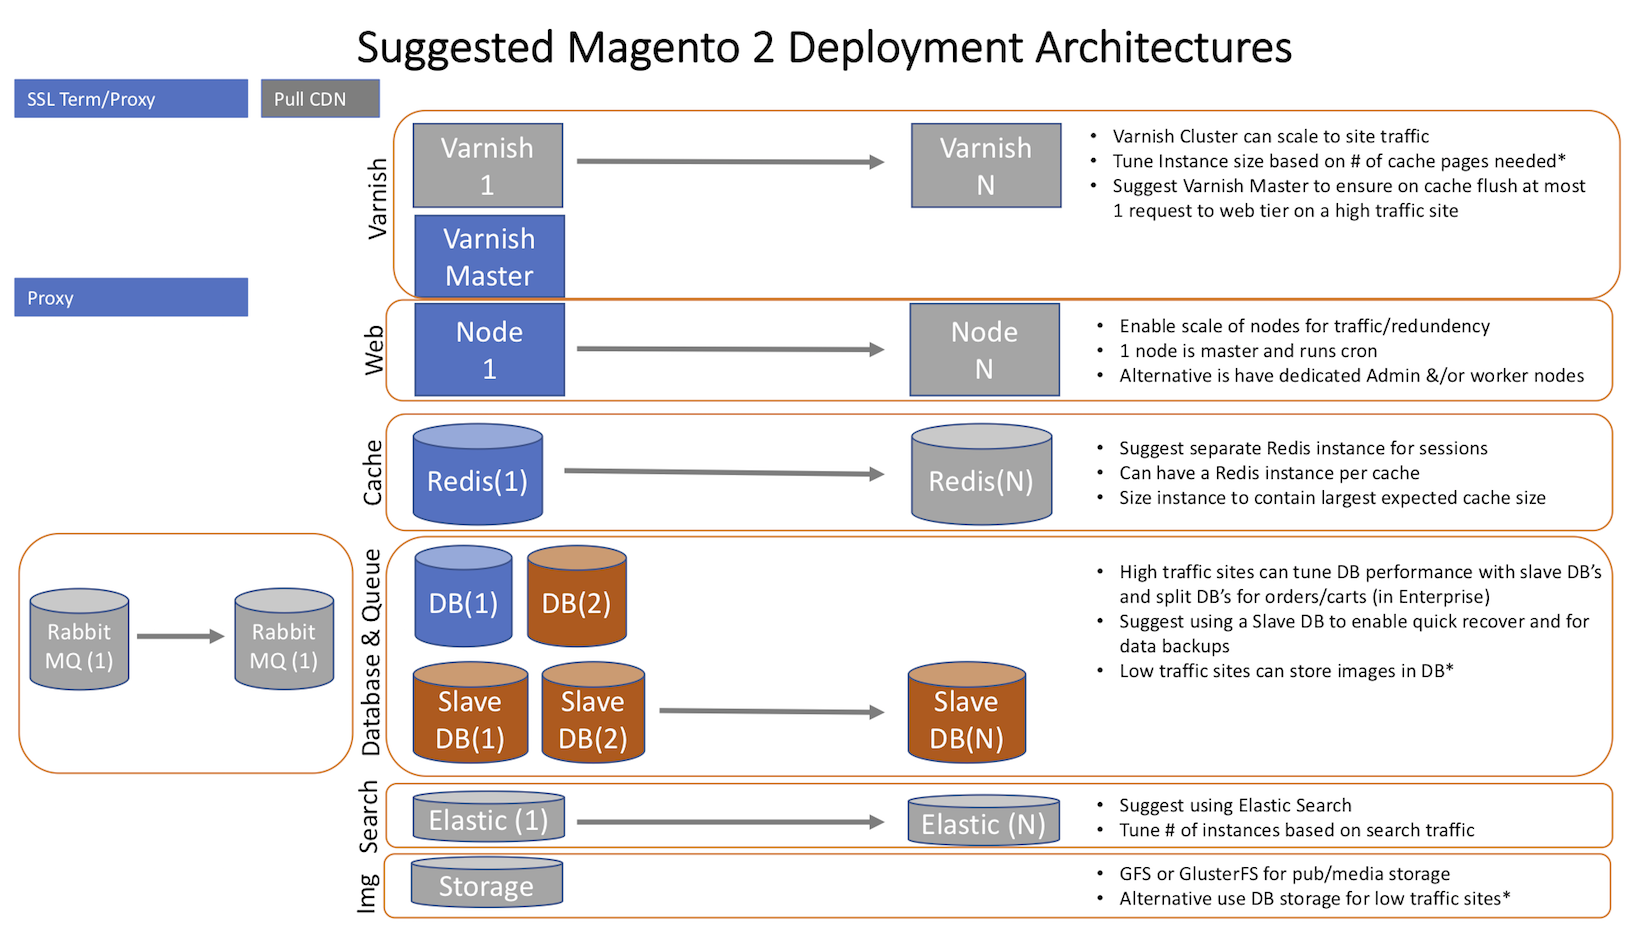 Suggested Magento 2 Deployment Architectures
SSL Term/Proxy
Pull CDN
Varnish
Varnish
1
Varnish
N
Varnish
Master
• Varnish Cluster can scale to site traffic
• Tune Instance size based on # of cache pages needed*
• Suggest Varnish Master to ensure on cache flush at most
1 request to web tier on a high traffic site
Proxy
Web
Node
1
Node
N
• Enable scale of nodes for traffic/redundency
• 1 node is master and runs cron
• Alternative is have dedicated Admin &/or worker nodes
Cache
Redis(1)
Redis(N)
• Suggest separate Redis instance for sessions
• Can have a Redis instance per cache
• Size instance to contain largest expected cache size
Rabbit
MQ (1)
Rabbit
MQ (1)
Database & Queue
DB(1)
DB(2)
Slave
DB(1)
Slave
DB(2)
Slave
DB(N)
• High traffic sites can tune DB performance with slave DB's
and split DB's for orders/carts (in Enterprise)
• Suggest using a Slave DB to enable quick recover and for
data backups
• Low traffic sites can store images in DB*
Search
Elastic (1)
Elastic (N)
• Suggest using Elastic Search
• Tune # of instances based on search traffic
Img
Storage
• GFS or GlusterFS for pub/media storage
• Alternative use DB storage for low traffic sites*